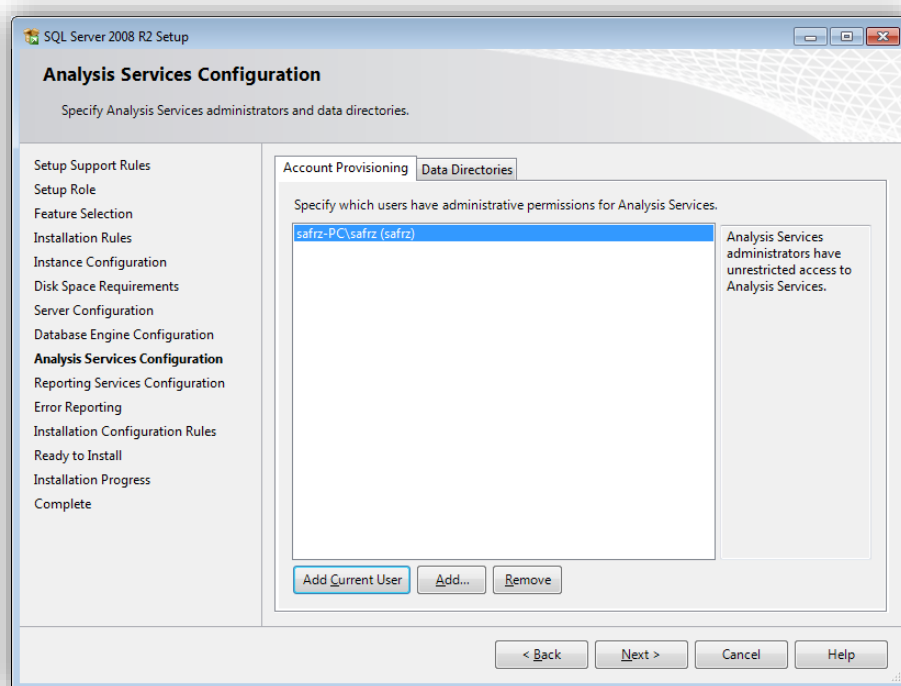 SQL Server 2008 R2 Setup
Analysis Services Configuration
Specify Analysis Services administrators and data directories.
Setup Support Rules
Setup Role
Feature Selection
Installation Rules
Instance Configuration
Disk Space Requirements
Server Configuration
Database Engine Configuration
Analysis Services Configuration
Reporting Services Configuration
Error Reporting
Installation Configuration Rules
Ready to Install
Installation Progress
Complete
Account Provisioning Data Directories
Specify which users have administrative permissions for Analysis Services.
safrz-PC\safrz (safrz)
Analysis Services
administrators have
unrestricted access to
Analysis Services.
Add Current User Add... Remove
< Back Next > Cancel Help